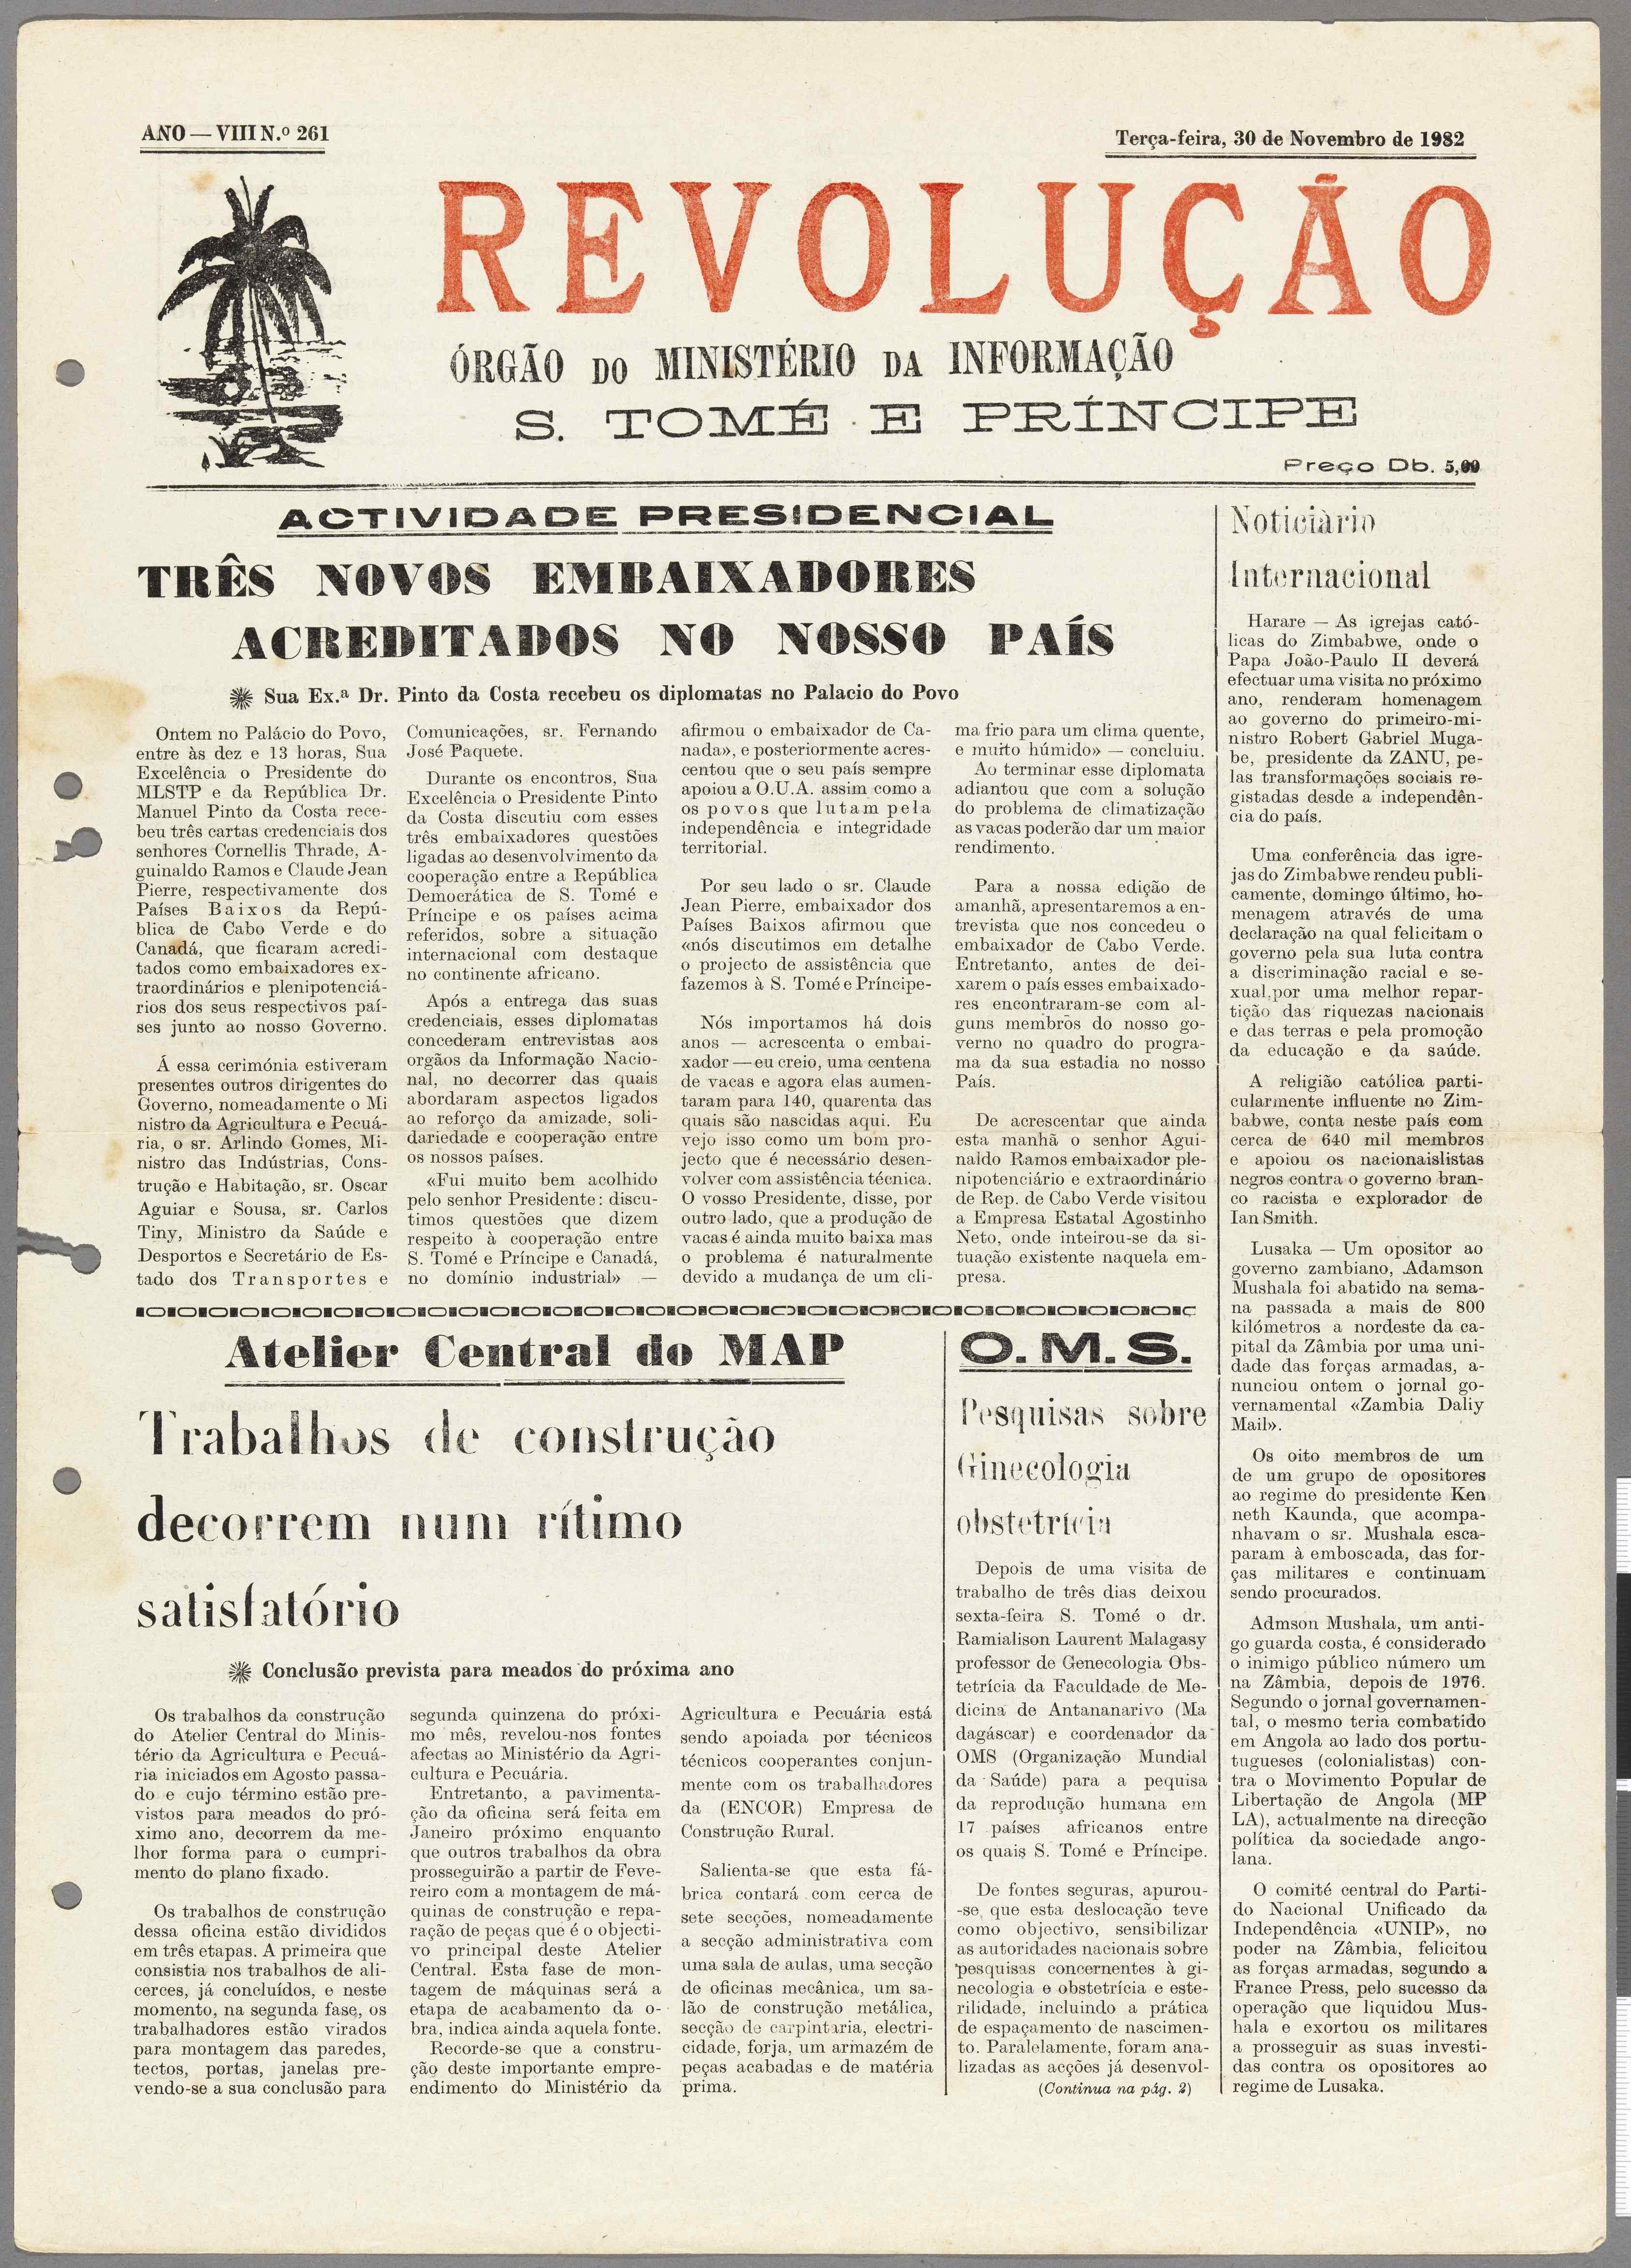 ANO — VIII N.º 261
Terça-feira, 30 de Novembro de 1982
REVOLUÇÃO
ÓRGÃO DO MINISTÉRIO DA INFORMAÇÃO
S. TOMÉ E PRÍNCIPE
Preço Db. 5,00
ACTIVIDADE PRESIDENCIAL
TRÊS NOVOS EMBAIXADORES
ACREDITADOS NO NOSSO PAÍS
Sua Ex.ª Dr. Pinto da Costa recebeu os diplomatas no Palacio do Povo
Ontem no Palácio do Povo,
entre às dez e 13 horas, Sua
Excelência o Presidente do
MLSTP e da República Dr.
Manuel Pinto da Costa rece-
beu três cartas credenciais dos
senhores Cornellis Thrade, A-
guinaldo Ramos e Claude Jean
Pierre, respectivamente dos
Países Baixos da Repú-
blica de Cabo Verde e do
Canadá, que ficaram acredi-
tados como embaixadores ex-
traordinários e plenipotenciá-
rios dos seus respectivos paí-
ses junto ao nosso Governo.
Á essa cerimónia estiveram
presentes outros dirigentes do
Governo, nomeadamente o Mi
nistro da Agricultura e Pecuá-
ria, o sr. Arlindo Gomes, Mi-
nistro das Indústrias, Cons-
trução e Habitação, sr. Oscar
Aguiar e Sousa, sr. Carlos
Tiny, Ministro da Saúde e
Desportos e Secretário de Es-
tado dos Transportes e
Comunicações, sr. Fernando
José Paquete.
Durante os encontros, Sua
Excelência o Presidente Pinto
da Costa discutiu com esses
três embaixadores questões
ligadas ao desenvolvimento da
cooperação entre a República
Democrática de S. Tomé e
Príncipe e os países acima
referidos, sobre a situação
internacional com destaque
no continente africano.
Após a entrega das suas
credenciais, esses diplomatas
concederam entrevistas aos
orgãos da Informação Nacio-
nal, no decorrer das quais
abordaram aspectos ligados
ao reforço da amizade, soli-
dariedade e cooperação entre
os nossos países.
«Fui muito bem acolhido
pelo senhor Presidente: discu-
timos questões que dizem
respeito à cooperação entre
S. Tomé e Príncipe e Canadá,
no domínio industrial» —
afirmou o embaixador de Ca-
nada», e posteriormente acres-
centou que o seu país sempre
apoiou a O.U.A. assim como a
os povos que lutam pela
independência e integridade
territorial.
Por seu lado o sr. Claude
Jean Pierre, embaixador dos
Países Baixos afirmou que
«nós discutimos em detalhe
o projecto de assistência que
fazemos à S. Tomé e Príncipe-
Nós importamos há dois
anos — acrescenta o embai-
xador — eu creio, uma centena
de vacas e agora elas aumen-
taram para 140, quarenta das
quais são nascidas aqui. Eu
vejo isso como um bom pro-
jecto que é necessário desen-
volver com assistência técnica.
O vosso Presidente, disse, por
outro lado, que a produção de
vacas é ainda muito baixa mas
o problema é naturalmente
devido a mudança de um cli-
ma frio para um clima quente,
e muito húmido» — concluiu.
Ao terminar esse diplomata
adiantou que com a solução
do problema de climatização
as vacas poderão dar um maior
rendimento.
Para a nossa edição de
amanhã, apresentaremos a en-
trevista que nos concedeu o
embaixador de Cabo Verde.
Entretanto, antes de dei-
xarem o país esses embaixado-
res encontraram-se com al-
guns membros do nosso go-
verno no quadro do progra-
ma da sua estadia no nosso
País.
De acrescentar que ainda
esta manhã o senhor Agui-
naldo Ramos embaixador ple-
nipotenciário e extraordinário
de Rep. de Cabo Verde visitou
a Empresa Estatal Agostinho
Neto, onde inteirou-se da si-
tuação existente naquela em-
presa.
Noticiàrio
Internacional
Harare — As igrejas cató-
licas do Zimbabwe, onde o
Papa João-Paulo II deverá
efectuar uma visita no próximo
ano, renderam homenagem
ao governo do primeiro-mi-
nistro Robert Gabriel Muga-
be, presidente da ZANU, pe-
las transformações sociais re-
gistadas desde a independên-
cia do país.
Uma conferência das igre-
jas do Zimbabwe rendeu publi-
camente, domingo último, ho-
menagem através de uma
declaração na qual felicitam o
governo pela sua luta contra
a discriminação racial e se-
xual,por uma melhor repar-
tição das riquezas nacionais
e das terras e pela promoção
da educação e da saúde.
A religião católica parti-
cularmente influente no Zim-
babwe, conta neste país com
cerca de 640 mil membros
e apoiou os nacionaislistas
negros contra o governo bran-
co racista e explorador de
Ian Smith.
Lusaka — Um opositor ao
governo zambiano, Adamson
Mushala foi abatido na sema-
na passada a mais de 800
kilómetros a nordeste da ca-
pital da Zâmbia por uma uni-
dade das forças armadas, a-
nunciou ontem o jornal go-
vernamental «Zambia Daliy
Mail».
Os oito membros de um
de um grupo de opositores
ao regime do presidente Ken
neth Kaunda, que acompa-
nhavam o sr. Mushala esca-
param à emboscada, das for-
ças militares e continuam
sendo procurados.
Admson Mushala, um anti-
go guarda costa, é considerado
o inimigo público número um
na Zâmbia, depois de 1976.
Segundo o jornal governamen-
tal, o mesmo teria combatido
em Angola ao lado dos portu-
tugueses (colonialistas) con-
tra o Movimento Popular de
Libertação de Angola (MP
LA), actualmente na direcção
política da sociedade ango-
lana.
O comité central do Parti-
do Nacional Unificado da
Independência «UNIP», no
poder na Zâmbia, felicitou
as forças armadas, segundo a
France Press, pelo sucesso da
operação que liquidou Mus-
hala e exortou os militares
a prosseguir as suas investi-
das contra os opositores ao
regime de Lusaka.
Atelier Central do MAP
Trabalhos de construção
decorrem num rítimo
satisfatório
Conclusão prevista para meados do próxima ano
Os trabalhos da construção
do Atelier Central do Minis-
tério da Agricultura e Pecuá-
ria iniciados em Agosto passa-
do e cujo término estão pre-
vistos para meados do pró-
ximo ano, decorrem da me-
lhor forma para o cumpri-
mento do plano fixado.
Os trabalhos de construção
dessa oficina estão divididos
em três etapas. A primeira que
consistia nos trabalhos de ali-
cerces, já concluídos, e neste
momento, na segunda fase, os
trabalhadores estão virados
para montagem das paredes,
tectos, portas, janelas pre-
vendo-se a sua conclusão para
segunda quinzena do próxi-
mo mês, revelou-nos fontes
afectas ao Ministério da Agri-
cultura e Pecuária.
Entretanto, a pavimenta-
ção da oficina será feita em
Janeiro próximo enquanto
que outros trabalhos da obra
prosseguirão a partir de Feve-
reiro com a montagem de má-
quinas de construção e repa-
ração de peças que é o objecti-
vo principal deste Atelier
Central. Esta fase de mon-
tagem de máquinas será a
etapa de acabamento da o-
bra, indica ainda aquela fonte.
Recorde-se que a constru-
ção deste importante empre-
endimento do Ministério da
Agricultura e Pecuária está
sendo apoiada por técnicos
técnicos cooperantes conjun-
mente com os trabalhadores
da (ENCOR) Empresa de
Construção Rural.
Salienta-se que esta fá-
brica contará com cerca de
sete secções, nomeadamente
a secção administrativa com
uma sala de aulas, uma secção
de oficinas mecânica, um sa-
lão de construção metálica,
secção de carpintaria, electri-
cidade, forja, um armazém de
peças acabadas e de matéria
prima.
O.M.S.
Pesquisas sobre
Ginecologia
obstetrícia
Depois de uma visita de
trabalho de três dias deixou
sexta-feira S. Tomé o dr.
Ramialison Laurent Malagasy
professor de Genecologia Obs-
tetrícia da Faculdade de Me-
dicina de Antananarivo (Ma
dagáscar) e coordenador da
OMS (Organização Mundial
da Saúde) para a pequisa
da reprodução humana em
17 países africanos entre
os quais S. Tomé e Príncipe.
De fontes seguras, apurou-
-se que esta deslocação teve
como objectivo, sensibilizar
as autoridades nacionais sobre
pesquisas concernentes à gi-
necologia e obstetrícia e este-
rilidade, incluindo a prática
de espaçamento de nascimen-
to. Paralelamente, foram ana-
lizadas as acções já desenvol-
(Continua na pág. 2)